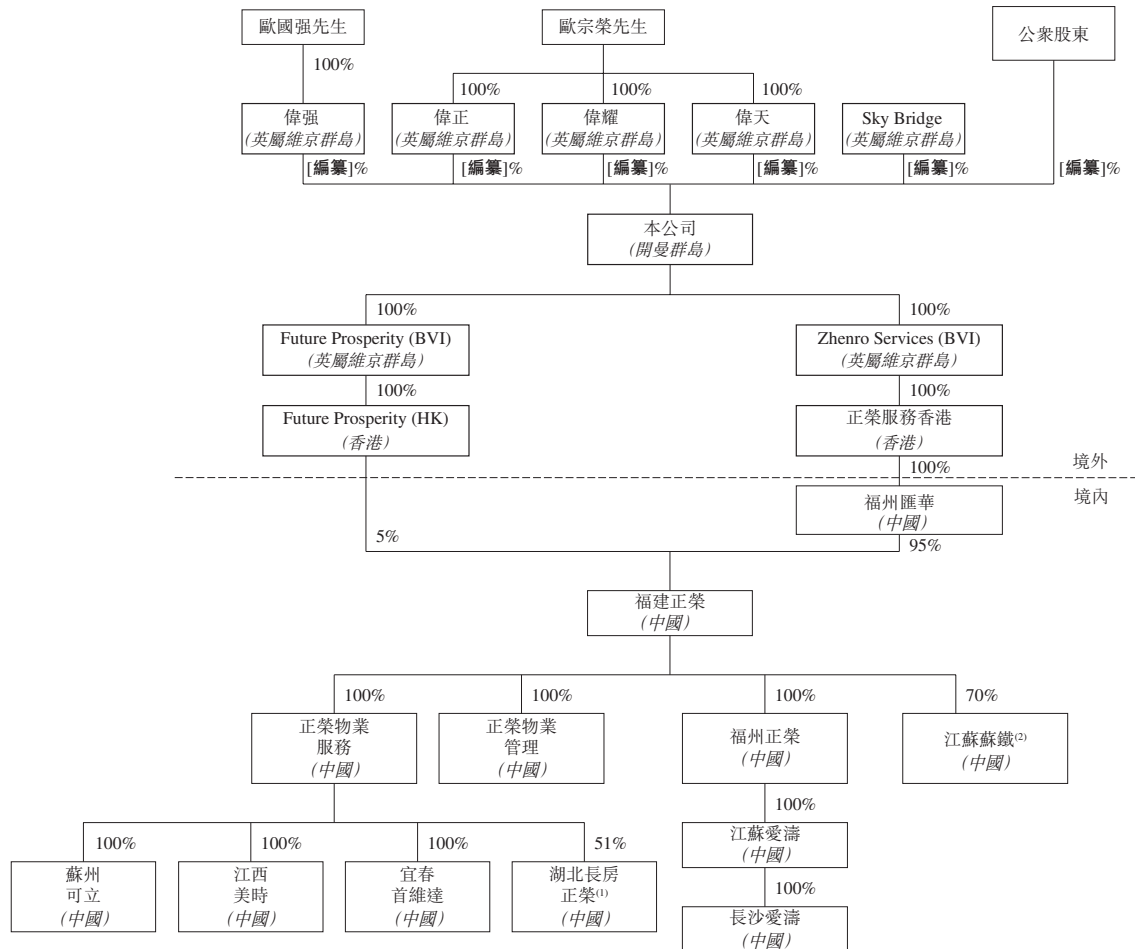 歐國强先生
歐宗榮先生
公衆股東
100%
100%
100%
100%
偉强
(英屬維京群島)
偉正
(英屬維京群島)
偉耀
(英屬維京群島)
偉天
(英屬維京群島)
Sky Bridge
(英屬維京群島)
[編纂]%
[編纂]%
[編纂]%
[編纂]%
[編纂]%
[編纂]%
本公司
(開曼群島)
100%
100%
Future Prosperity (BVI)
(英屬維京群島)
Zhenro Services (BVI)
(英屬維京群島)
100%
100%
Future Prosperity (HK)
(香港)
正榮服務香港
(香港)
100%
境外
境內
福州匯華
(中國)
5%
95%
福建正榮
(中國)
100%
100%
100%
70%
正榮物業
服務
(中國)
正榮物業
管理
(中國)
福州正榮
(中國)
江蘇蘇鐵(2)
(中國)
100%
100%
100%
51%
100%
蘇州
可立
(中國)
江西
美時
(中國)
宜春
首維達
(中國)
湖北長房
正榮(1)
(中國)
江蘇愛濤
(中國)
100%
長沙愛濤
(中國)